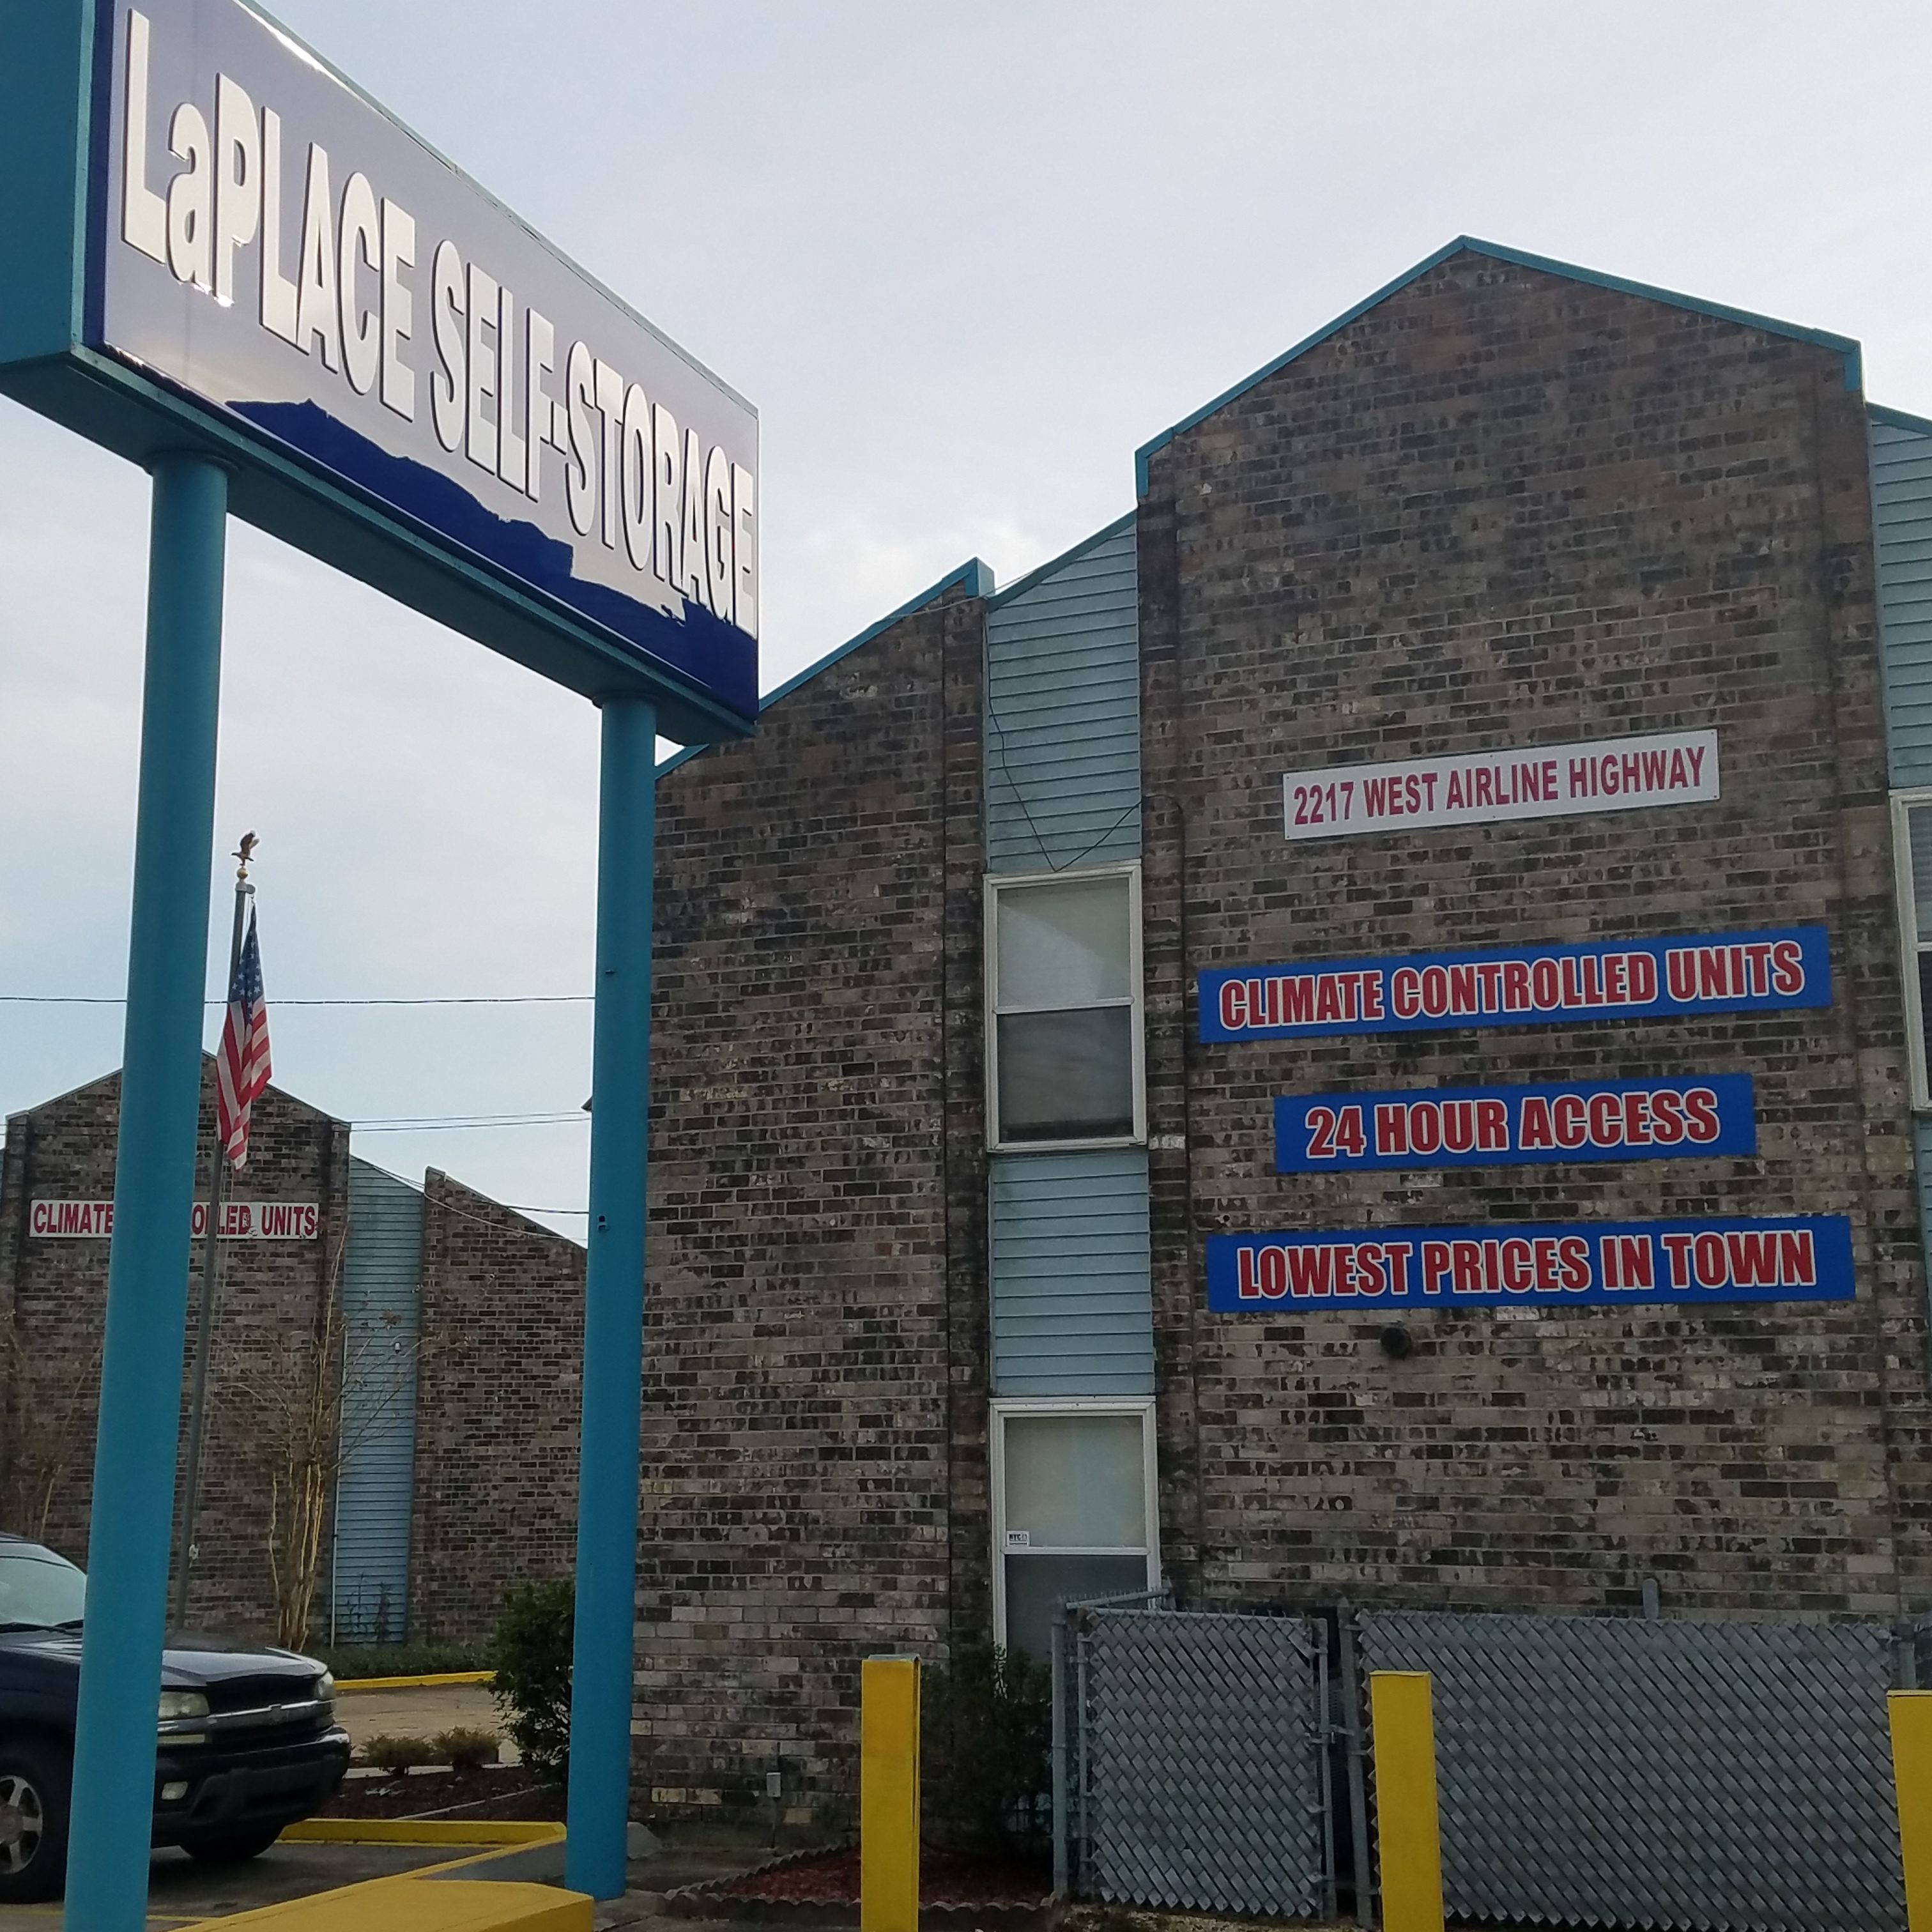 LaPLACE SELF-STORAGE
2217 WEST AIRLINE HIGHWAY
CLIMATE CONTROLLED UNITS
24 HOUR ACCESS
LOWEST PRICES IN TOWN
CLIMATE OLLED UNITS